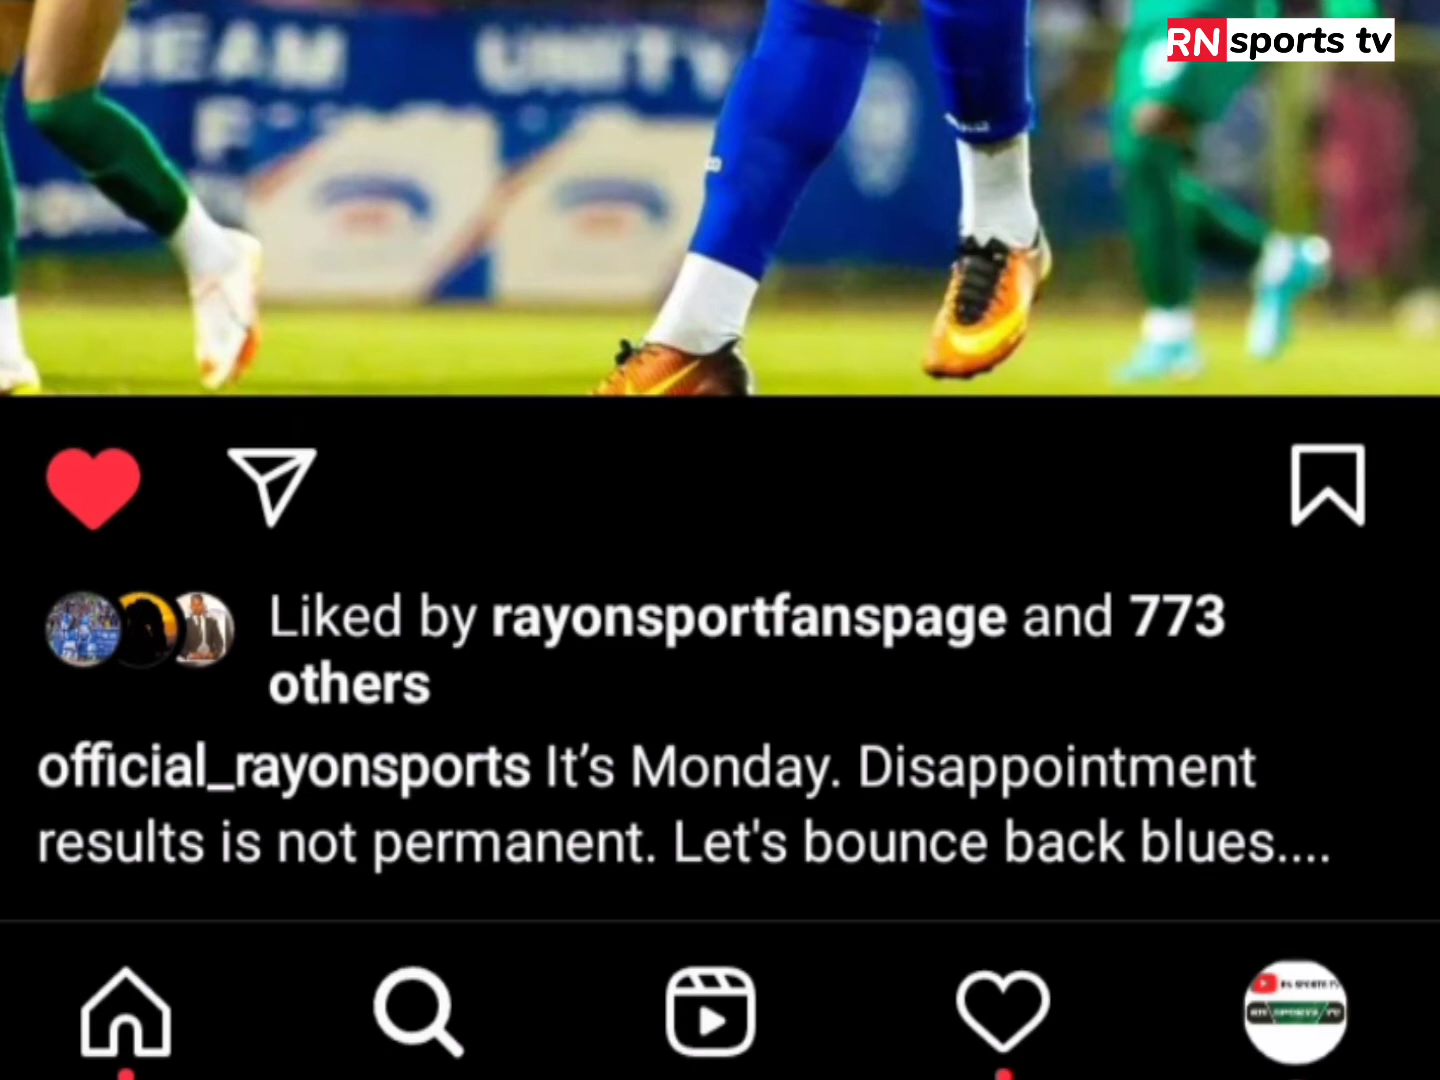 RN sports tv
UNITY
Liked by rayonsportfanspage and 773
others
official_rayonsports It’s Monday. Disappointment
results is not permanent. Let's bounce back blues....